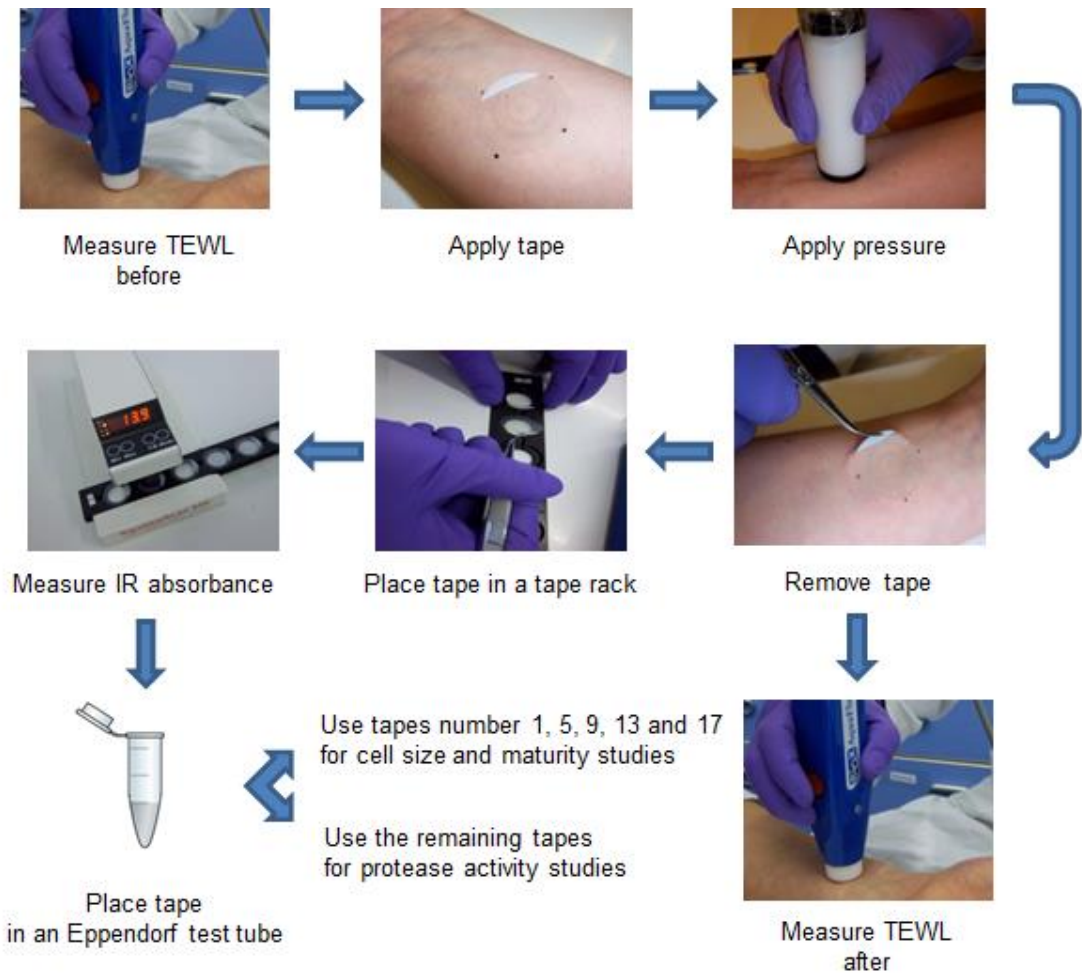 Measure TEWL
before
Apply tape
Apply pressure
13.9
Measure IR absorbance
Place tape in a tape rack
Remove tape
Use tapes number 1, 5, 9, 13 and 17
for cell size and maturity studies
Use the remaining tapes
for protease activity studies
Place tape
in an Eppendorf test tube
Measure TEWL
after